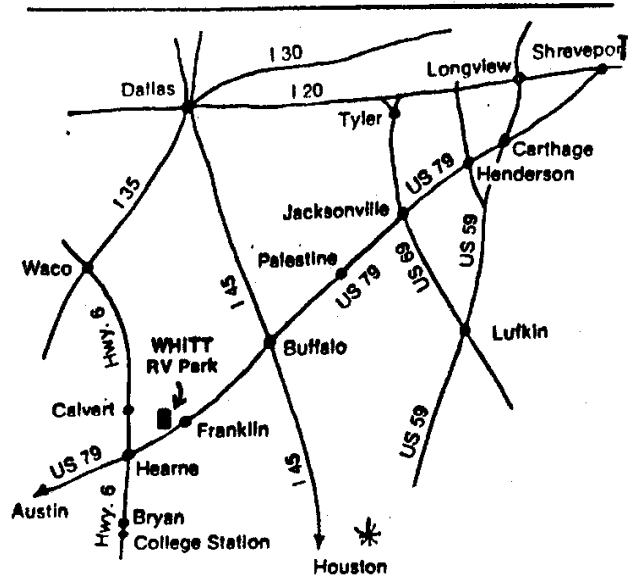 I 30
Shreveport
Longview
Dallas
I 20
Tyler
Carthage
US 79
Henderson
I 35
Jacksonville
US 59
Palestine
US 69
Waco
US 79
I 45
Hwy. 6
WHITT
RV Park
Buffalo
Lufkin
Calvert
Franklin
US 59
US 79
Hearne
I 45
Austin
Hwy. 6
Bryan
College Station
Houston